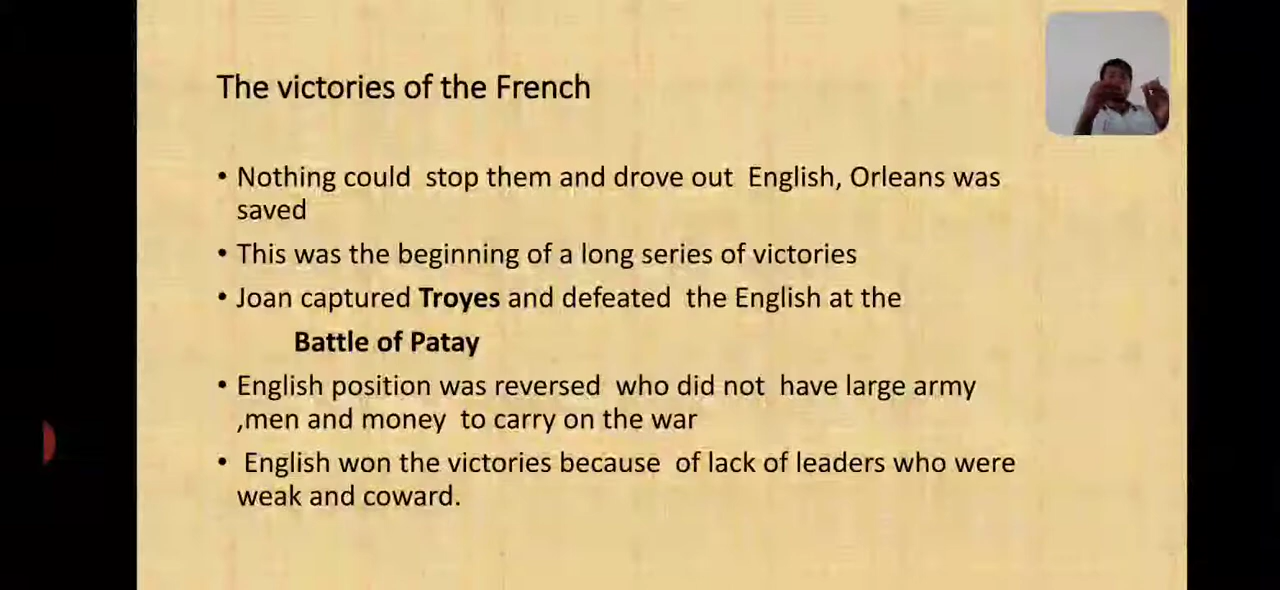 The victories of the French
• Nothing could stop them and drove out English, Orleans was
saved
• This was the beginning of a long series of victories
• Joan captured Troyes and defeated the English at the
Battle of Patay
• English position was reversed who did not have large army
,men and money to carry on the war
• English won the victories because of lack of leaders who were
weak and coward.